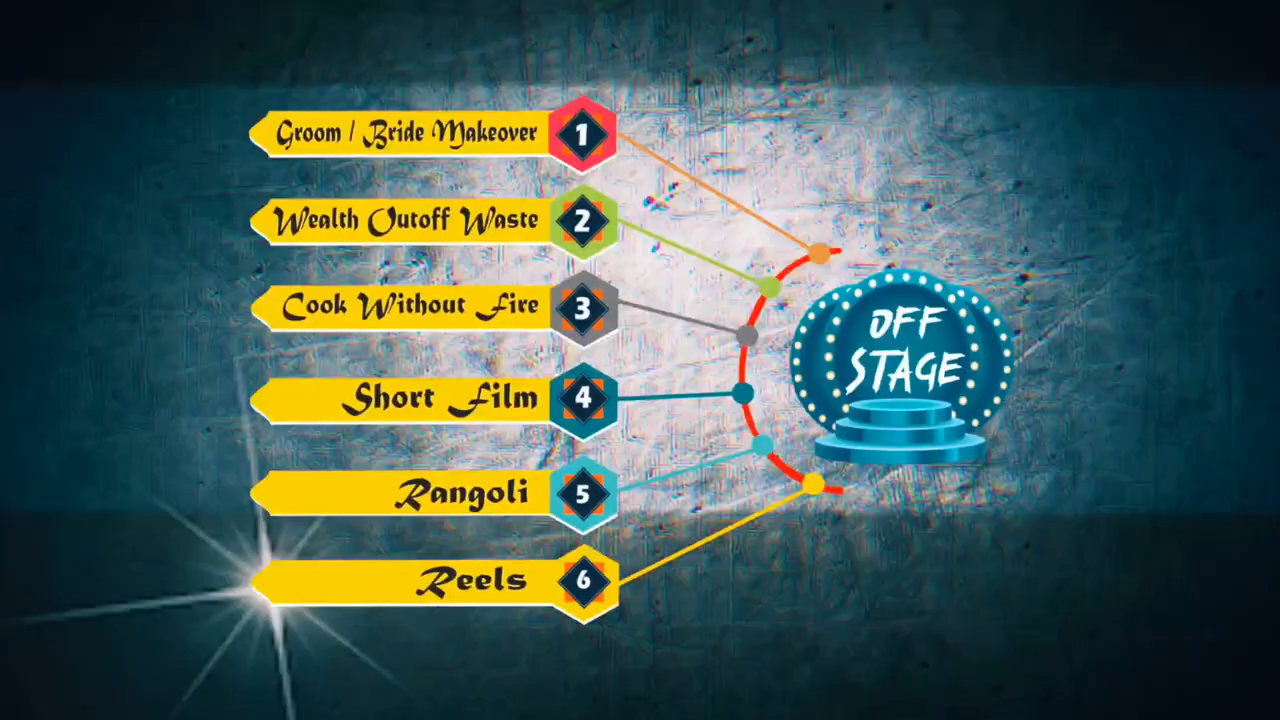 Groom / Bride Makeover 1
Wealth Outoff Waste 2
Cook Without Fire 3
Short Film 4
Rangoli 5
Reels 6
OFF
STAGE